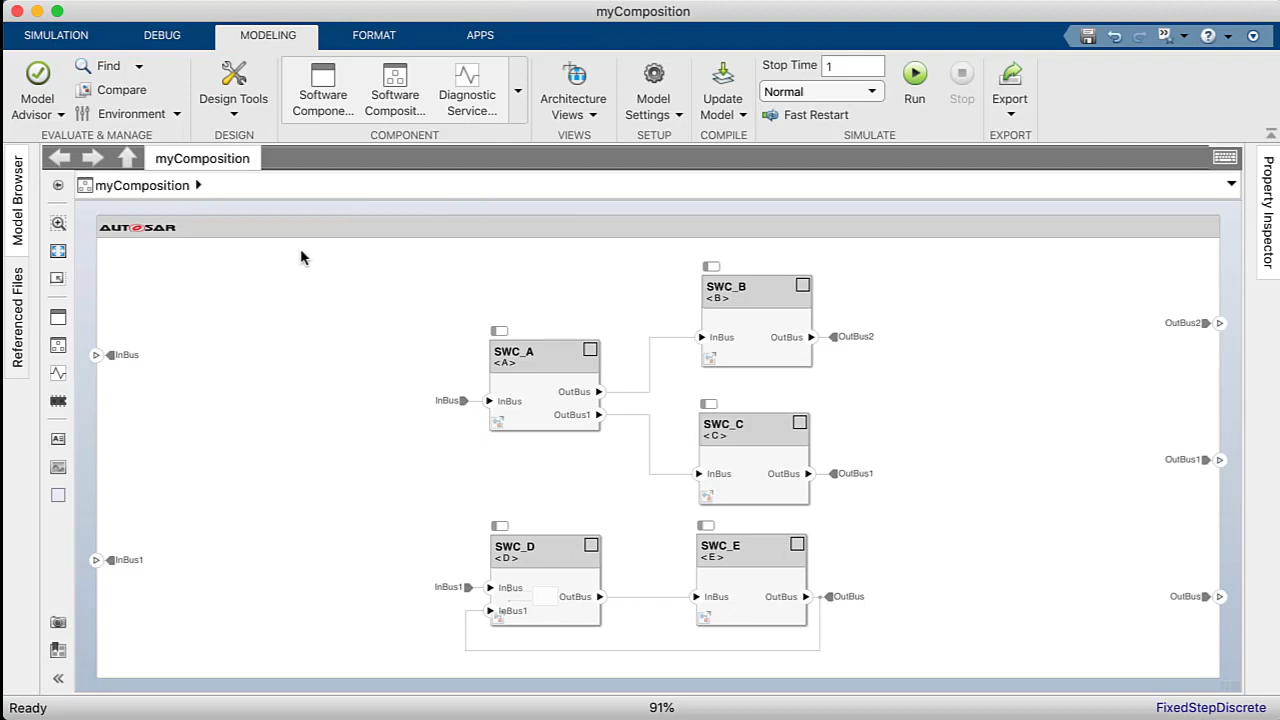 myComposition
SIMULATION
DEBUG
MODELING
FORMAT
APPS
Model
Advisor
Find
Compare
Environment
EVALUATE & MANAGE
Design Tools
DESIGN
Software
Compone...
Software
Composit...
Diagnostic
Service...
COMPONENT
Architecture
Views
VIEWS
Model
Settings
SETUP
Update
Model
COMPILE
Stop Time 1
Normal
Fast Restart
Run
Stop
SIMULATE
Export
EXPORT
myComposition
myComposition
Model Browser
Referenced Files
Property Inspector
AUTOSAR
SWC_B
<B>
InBus
OutBus
OutBus2
OutBus2
SWC_A
<A>
InBus
InBus
InBus
OutBus
OutBus1
SWC_C
<C>
InBus
OutBus
OutBus1
OutBus1
SWC_D
<D>
InBus1
InBus1
InBus
InBus1
OutBus
SWC_E
<E>
InBus
OutBus
OutBus
OutBus
Ready
91%
FixedStepDiscrete